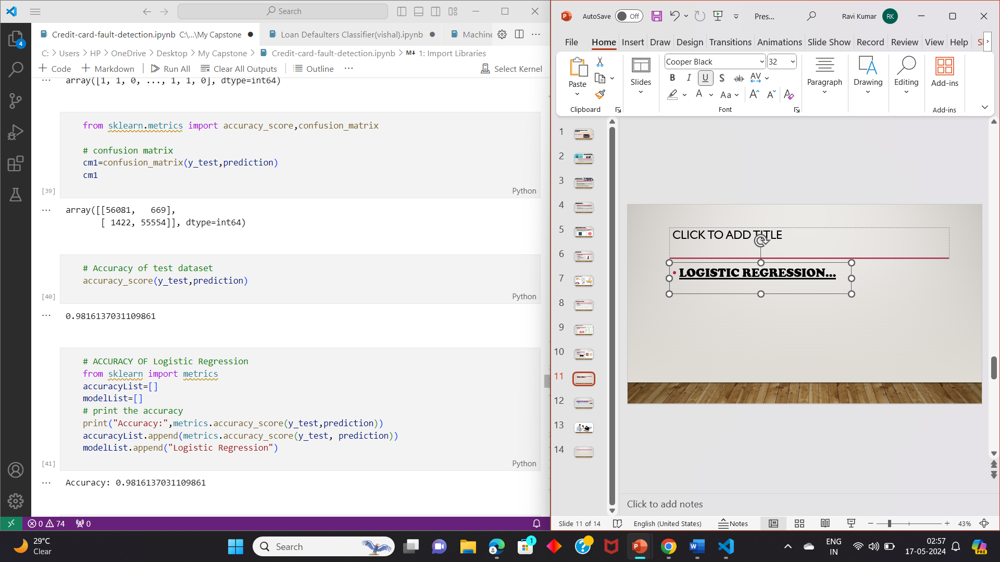 Search
Credit-card-fault-detection.ipynb C:\...\My Capstone
Loan Defaulters Classifier(vishal).ipynb
Machine
C: > Users > HP > OneDrive > Desktop > My Capstone > Credit-card-fault-detection.ipynb > M↓ 1: Import Libraries
+ Code + Markdown Run All Clear All Outputs Outline ... Select Kernel
4
array([1, 1, 0, ..., 1, 1, 0], dtype=int64)
from sklearn.metrics import accuracy_score,confusion_matrix
# confusion matrix
cm1=confusion_matrix(y_test,prediction)
cm1
[39]
Python
array([[56081,   669],
       [ 1422, 55554]], dtype=int64)
# Accuracy of test dataset
accuracy_score(y_test,prediction)
[40]
Python
0.9816137031109861
# ACCURACY OF Logistic Regression
from sklearn import metrics
accuracyList=[]
modelList=[]
# print the accuracy
print("Accuracy:",metrics.accuracy_score(y_test,prediction))
accuracyList.append(metrics.accuracy_score(y_test, prediction))
modelList.append("Logistic Regression")
[41]
Python
Accuracy: 0.9816137031109861
0 74 0
AutoSave Off Pres... Ravi Kumar RK
File Home Insert Draw Design Transitions Animations Slide Show Record Review View Help
Cooper Black 32
Paste
Slides
B I U S ab AV
A Aa A A A
Paragraph
Drawing
Editing
Add-ins
Clipboard
Font
Add-ins
1
2
3
4
5
6
7
8
9
10
11
12
13
14
CLICK TO ADD TITLE
• LOGISTIC REGRESSION...
Click to add notes
Slide 11 of 14 English (United States) Notes 43%
29°C
Clear
Search
1
ENG
IN
02:57
17-05-2024
PRE